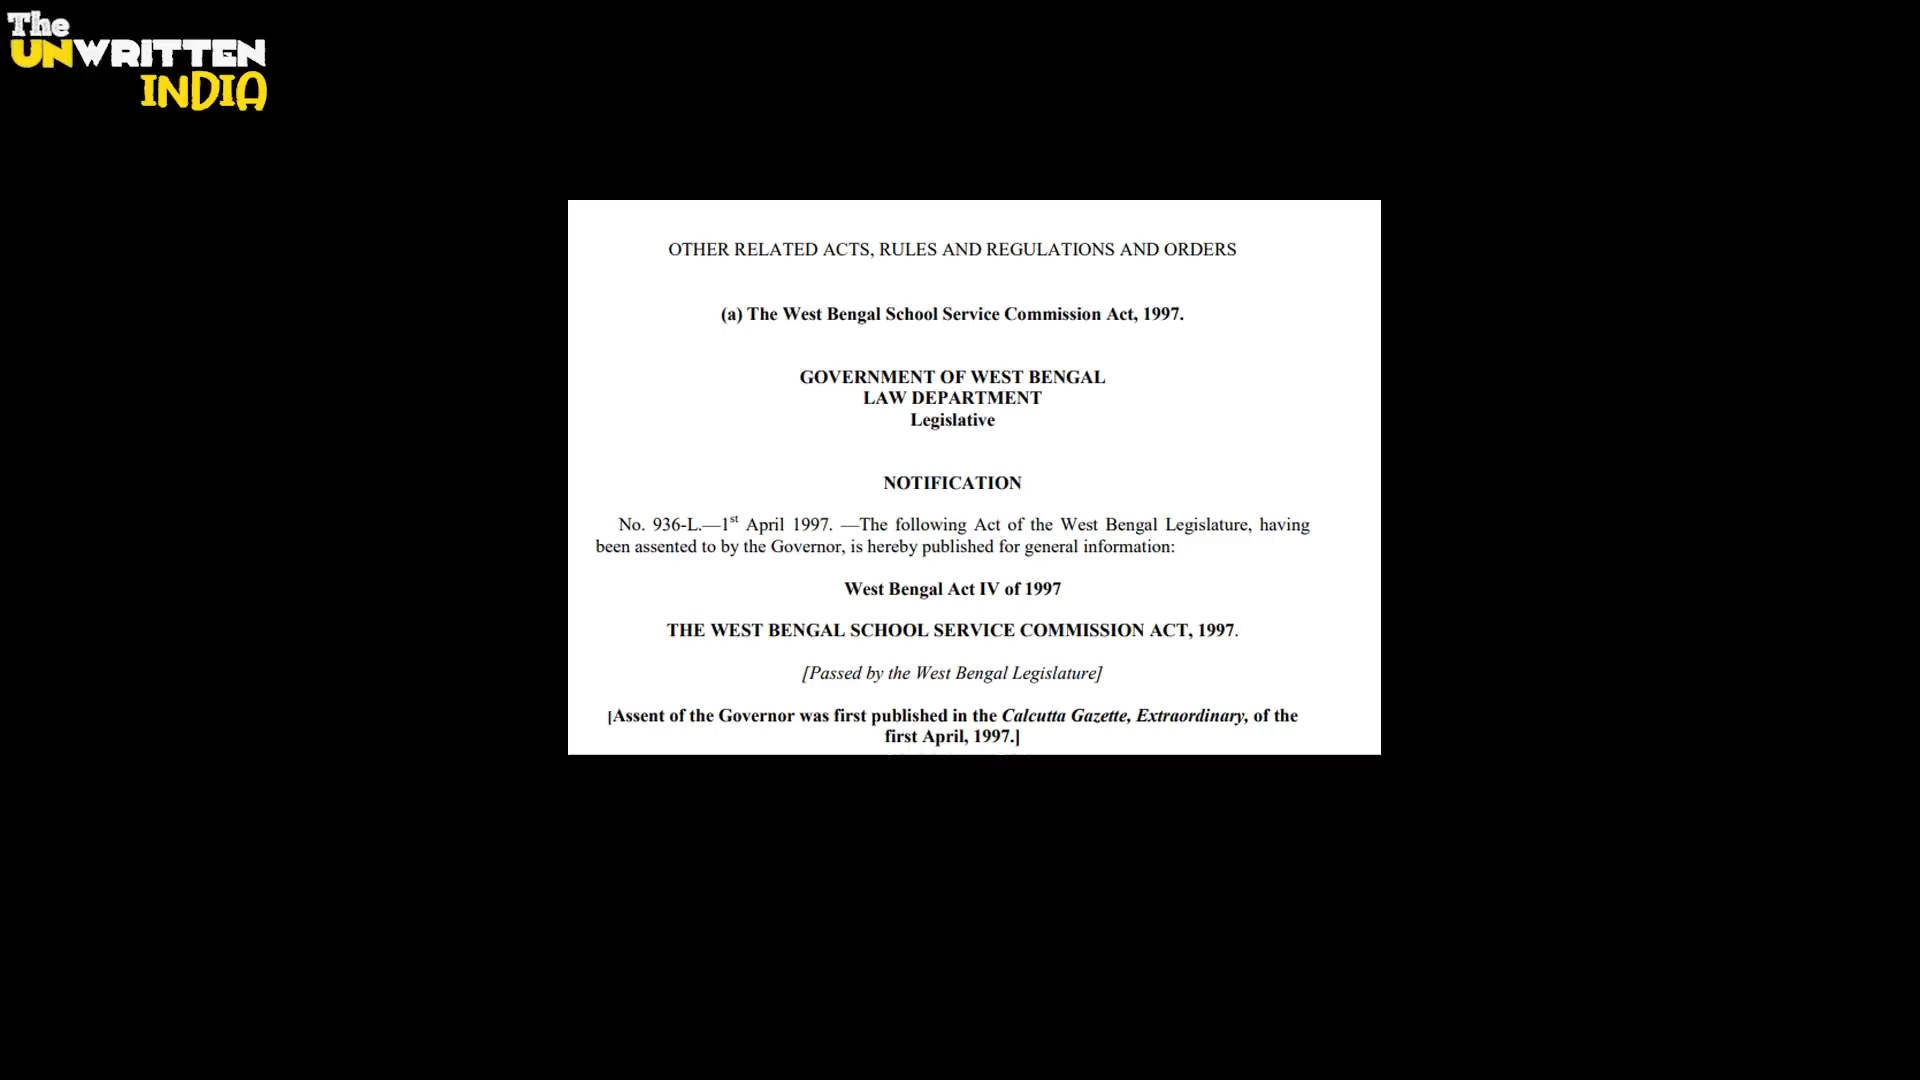 The
UNWRITTEN
INDIA
OTHER RELATED ACTS, RULES AND REGULATIONS AND ORDERS
(a) The West Bengal School Service Commission Act, 1997.
GOVERNMENT OF WEST BENGAL
LAW DEPARTMENT
Legislative
NOTIFICATION
No. 936-L.—1st April 1997. —The following Act of the West Bengal Legislature, having
been assented to by the Governor, is hereby published for general information:
West Bengal Act IV of 1997
THE WEST BENGAL SCHOOL SERVICE COMMISSION ACT, 1997.
[Passed by the West Bengal Legislature]
[Assent of the Governor was first published in the Calcutta Gazette, Extraordinary, of the
first April, 1997.]